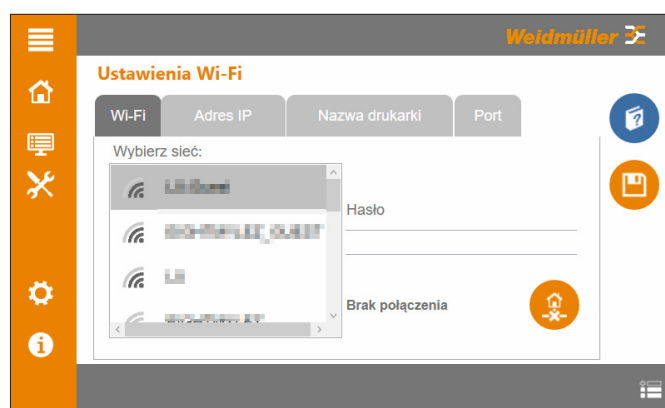 Weidmüller
Ustawienia Wi-Fi
Wi-Fi Adres IP Nazwa drukarki Port
Wybierz sieć:
Hasło
Brak połączenia